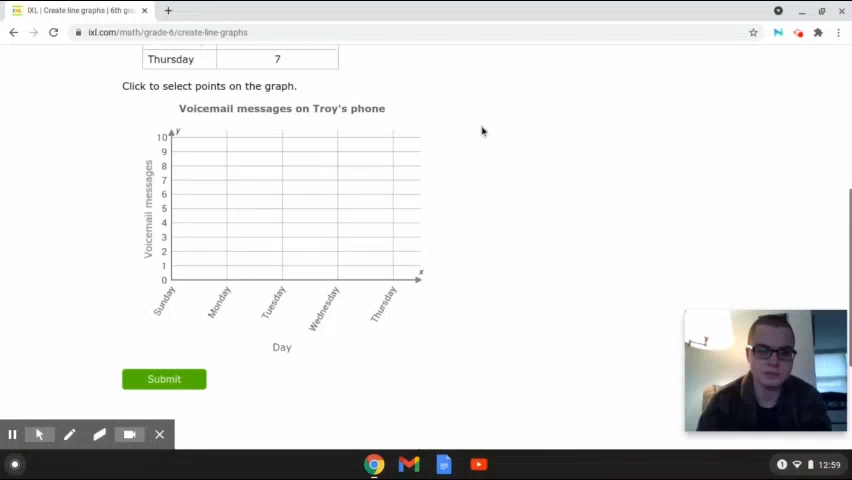 IXL | Create line graphs | 6th gra
ixl.com/math/grade-6/create-line-graphs
Thursday 7
Click to select points on the graph.
Voicemail messages on Troy's phone
y
10
9
8
7
6
5
4
3
2
1
0
Voicemail messages
x
Sunday Monday Tuesday Wednesday Thursday
Day
Submit
1 12:59